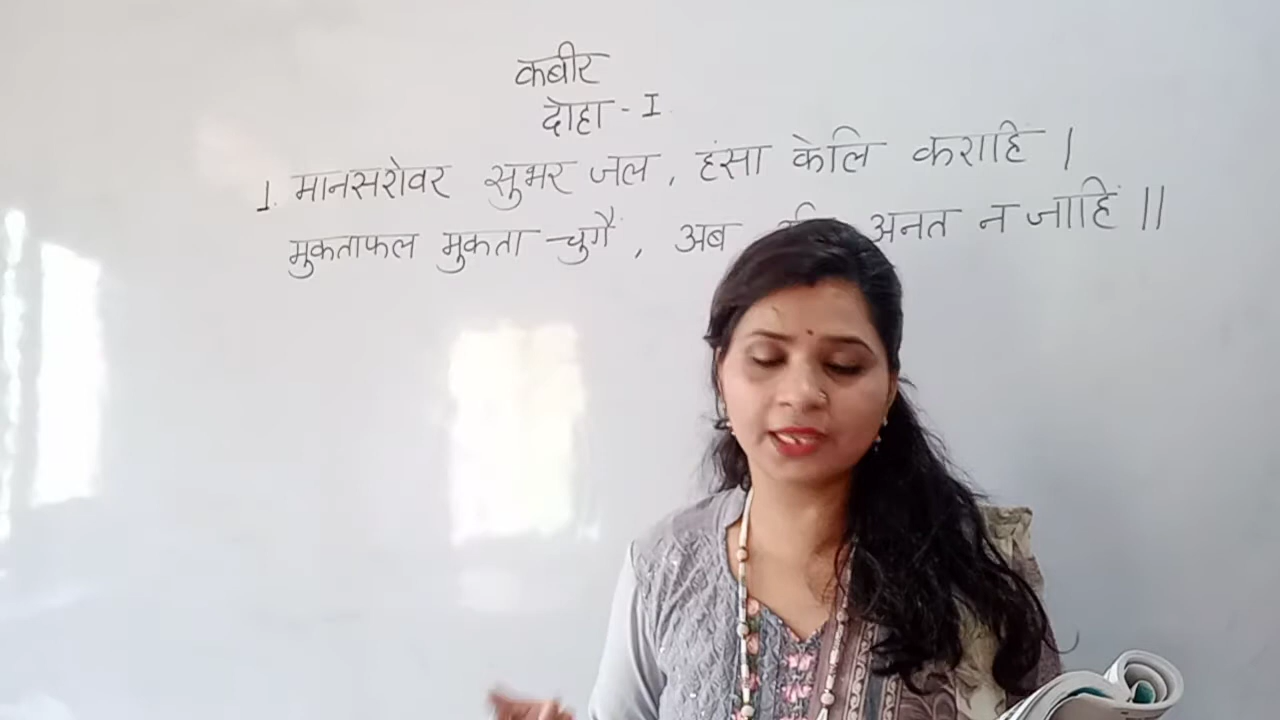 कबीर
दोहा - I
1. मानसरोवर सुभर जल, हंसा केलि कराहि ।
मुकताफल मुकता चुगैं, अब अनत न जाहिं ॥